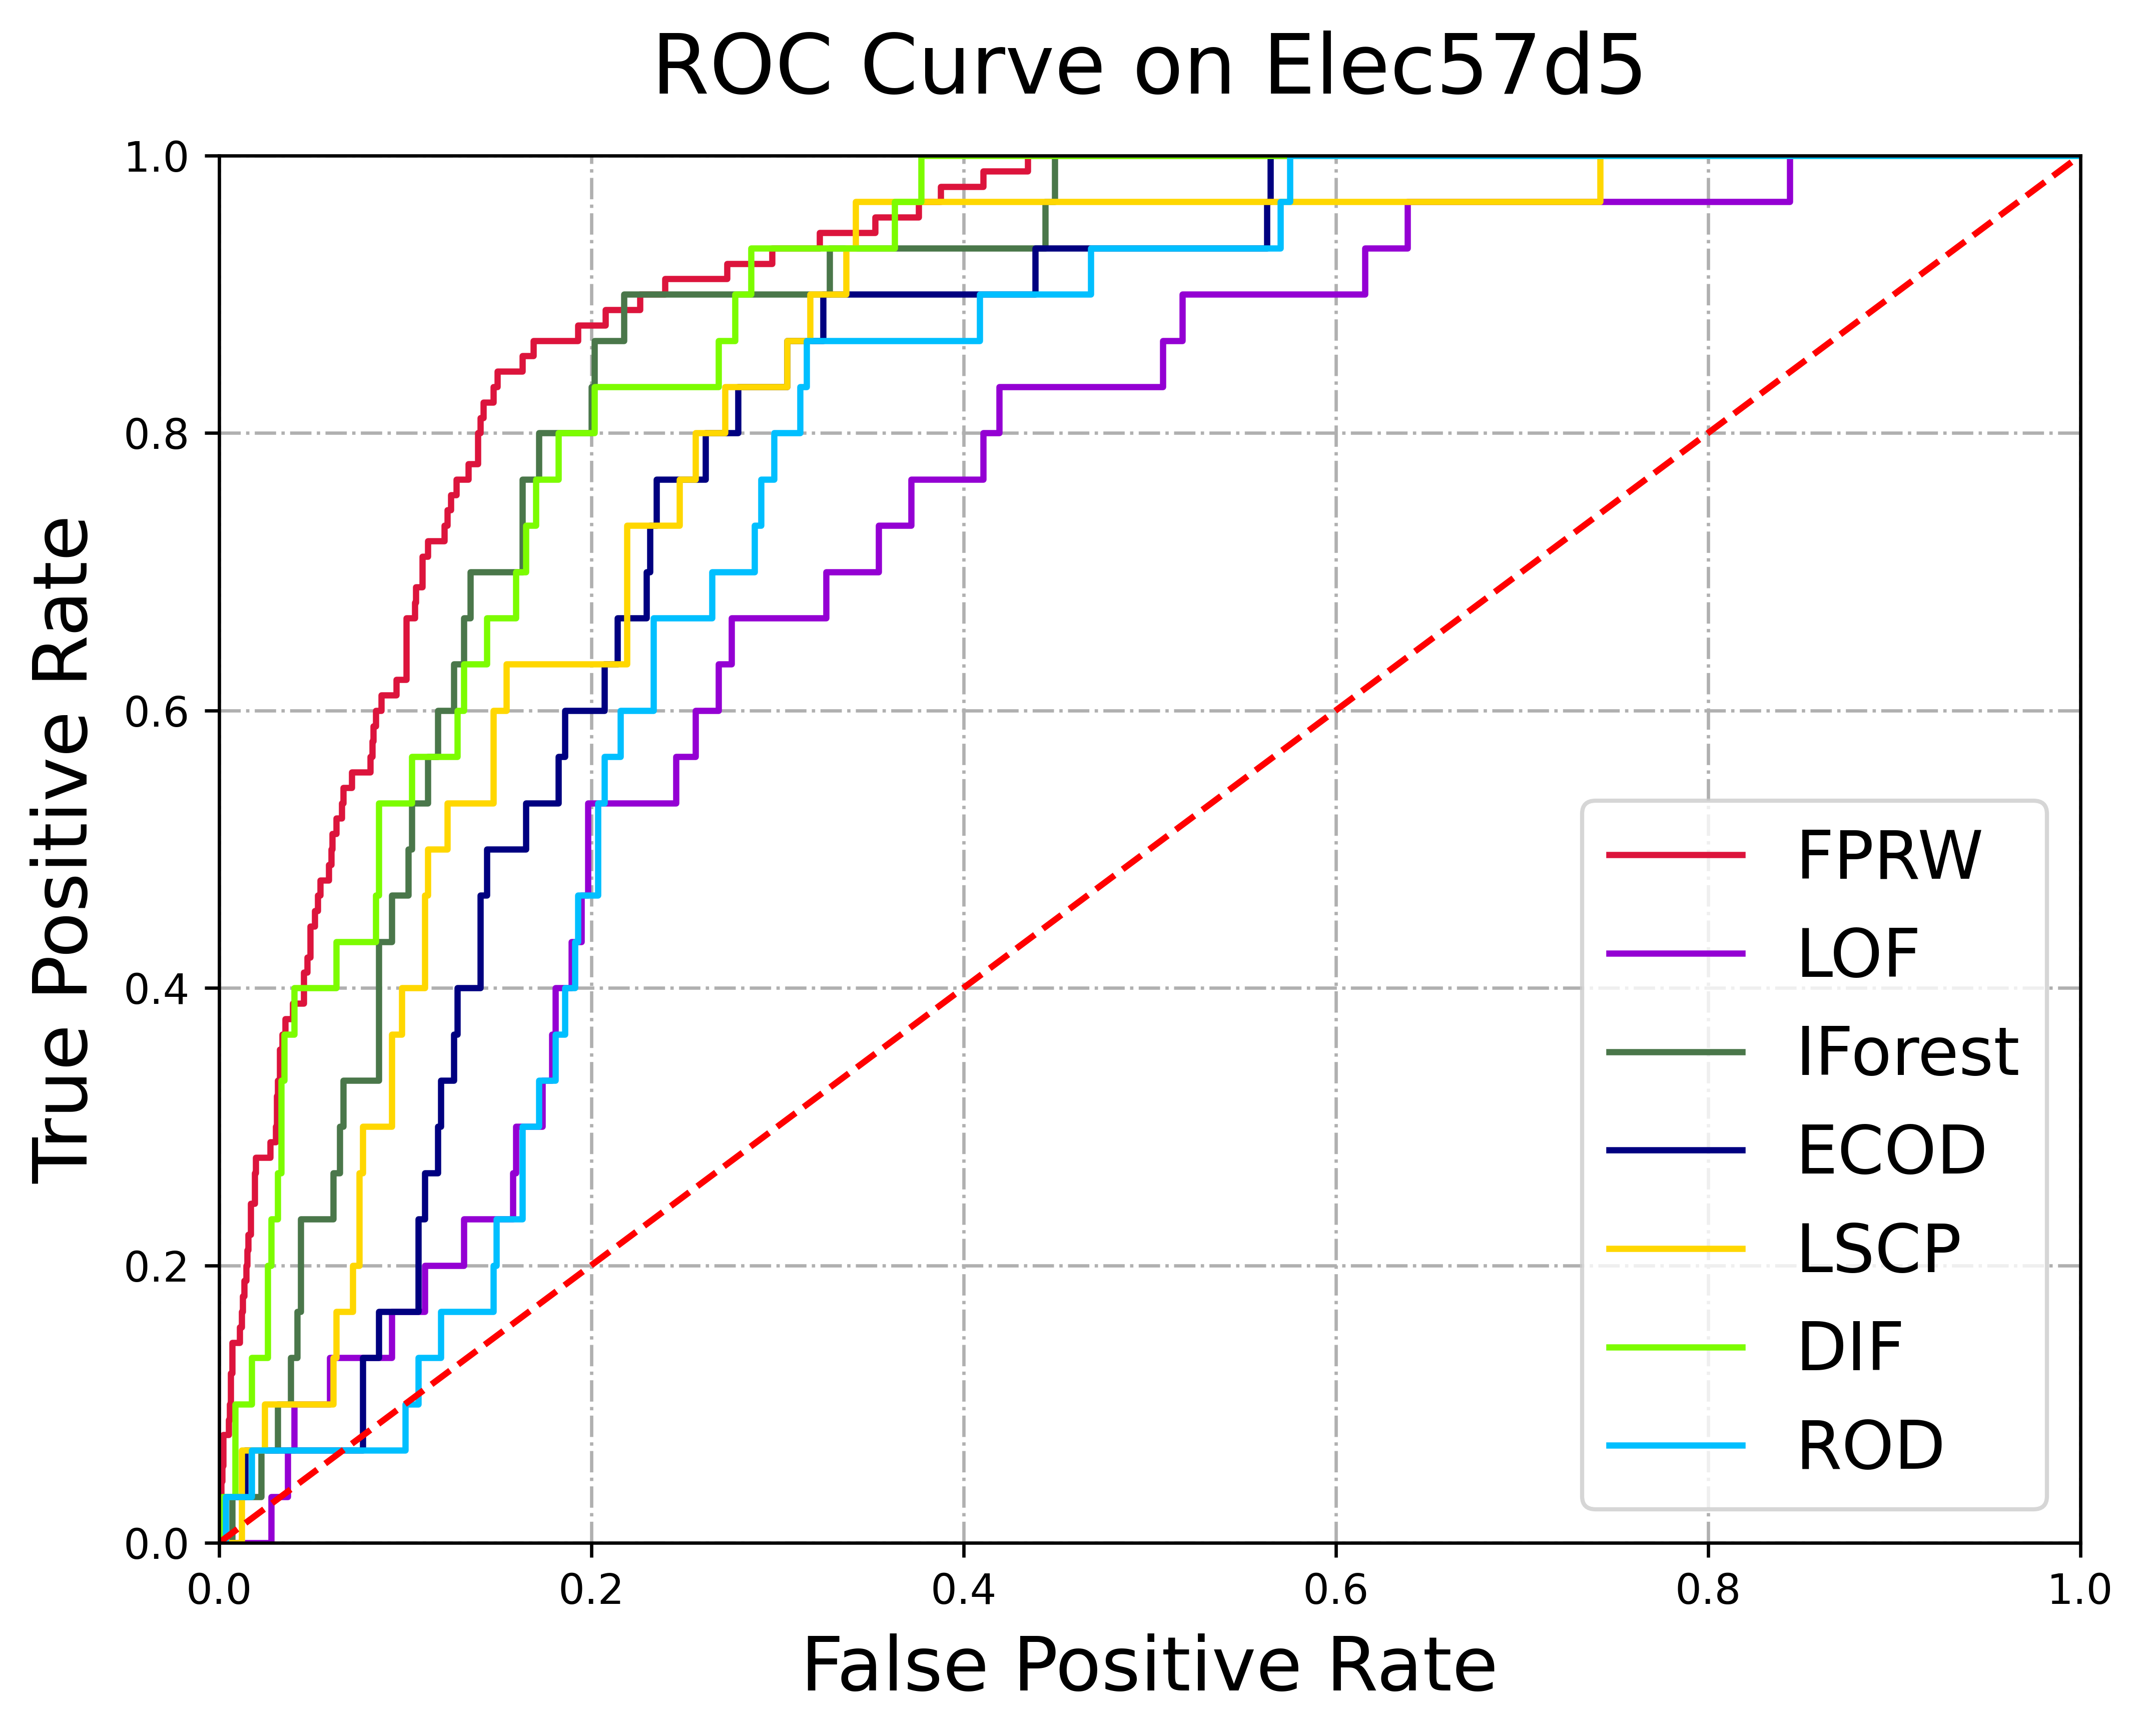 ROC Curve on Elec57d5
True Positive Rate
1.0
0.8
0.6
0.4
0.2
0.0
0.0 0.2 0.4 0.6 0.8 1.0
False Positive Rate
FPRW
LOF
IForest
ECOD
LSCP
DIF
ROD